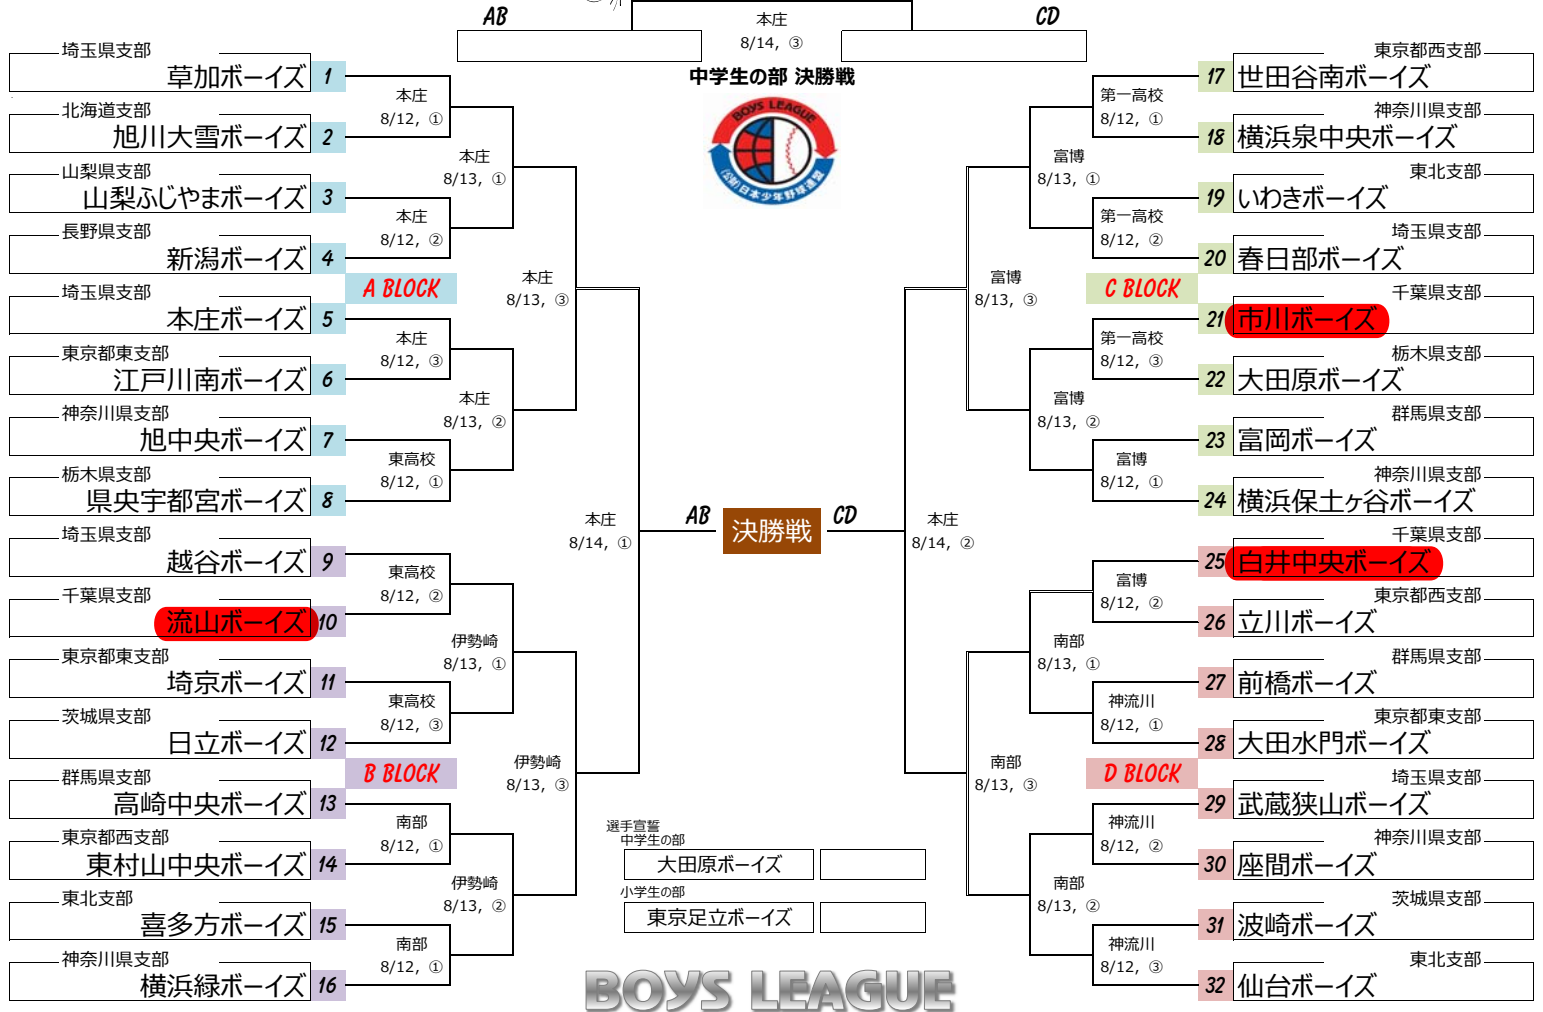 AB
CD
本庄
8/14, ③
中学生の部 決勝戦
BOYS LEAGUE
(公財)日本少年野球連盟
埼玉県支部
草加ボーイズ 1
本庄
8/12, ①
北海道支部
旭川大雪ボーイズ 2
本庄
8/13, ①
山梨県支部
山梨ふじやまボーイズ 3
本庄
8/12, ②
長野県支部
新潟ボーイズ 4
A BLOCK
本庄
8/13, ③
埼玉県支部
本庄ボーイズ 5
本庄
8/12, ③
東京都東支部
江戸川南ボーイズ 6
本庄
8/13, ②
神奈川県支部
旭中央ボーイズ 7
東高校
8/12, ①
栃木県支部
県央宇都宮ボーイズ 8
本庄
8/14, ①
埼玉県支部
越谷ボーイズ 9
東高校
8/12, ②
千葉県支部
流山ボーイズ 10
伊勢崎
8/13, ①
東京都東支部
埼京ボーイズ 11
東高校
8/12, ③
茨城県支部
日立ボーイズ 12
B BLOCK
伊勢崎
8/13, ③
群馬県支部
高崎中央ボーイズ 13
南部
8/12, ①
東京都西支部
東村山中央ボーイズ 14
伊勢崎
8/13, ②
東北支部
喜多方ボーイズ 15
南部
8/12, ①
神奈川県支部
横浜緑ボーイズ 16
AB 決勝戦 CD
選手宣誓
中学生の部
大田原ボーイズ
小学生の部
東京足立ボーイズ
BOYS LEAGUE
東京都西支部
17 世田谷南ボーイズ
第一高校
8/12, ①
神奈川県支部
18 横浜泉中央ボーイズ
富博
8/13, ①
東北支部
19 いわきボーイズ
第一高校
8/12, ②
埼玉県支部
20 春日部ボーイズ
富博
8/13, ③
C BLOCK
千葉県支部
21 市川ボーイズ
第一高校
8/12, ③
栃木県支部
22 大田原ボーイズ
富博
8/13, ②
群馬県支部
23 富岡ボーイズ
富博
8/12, ①
神奈川県支部
24 横浜保土ヶ谷ボーイズ
本庄
8/14, ②
千葉県支部
25 白井中央ボーイズ
富博
8/12, ②
東京都西支部
26 立川ボーイズ
南部
8/13, ①
群馬県支部
27 前橋ボーイズ
神流川
8/12, ①
東京都東支部
28 大田水門ボーイズ
南部
8/13, ③
D BLOCK
埼玉県支部
29 武蔵狭山ボーイズ
神流川
8/12, ②
神奈川県支部
30 座間ボーイズ
南部
8/13, ②
茨城県支部
31 波崎ボーイズ
神流川
8/12, ③
東北支部
32 仙台ボーイズ